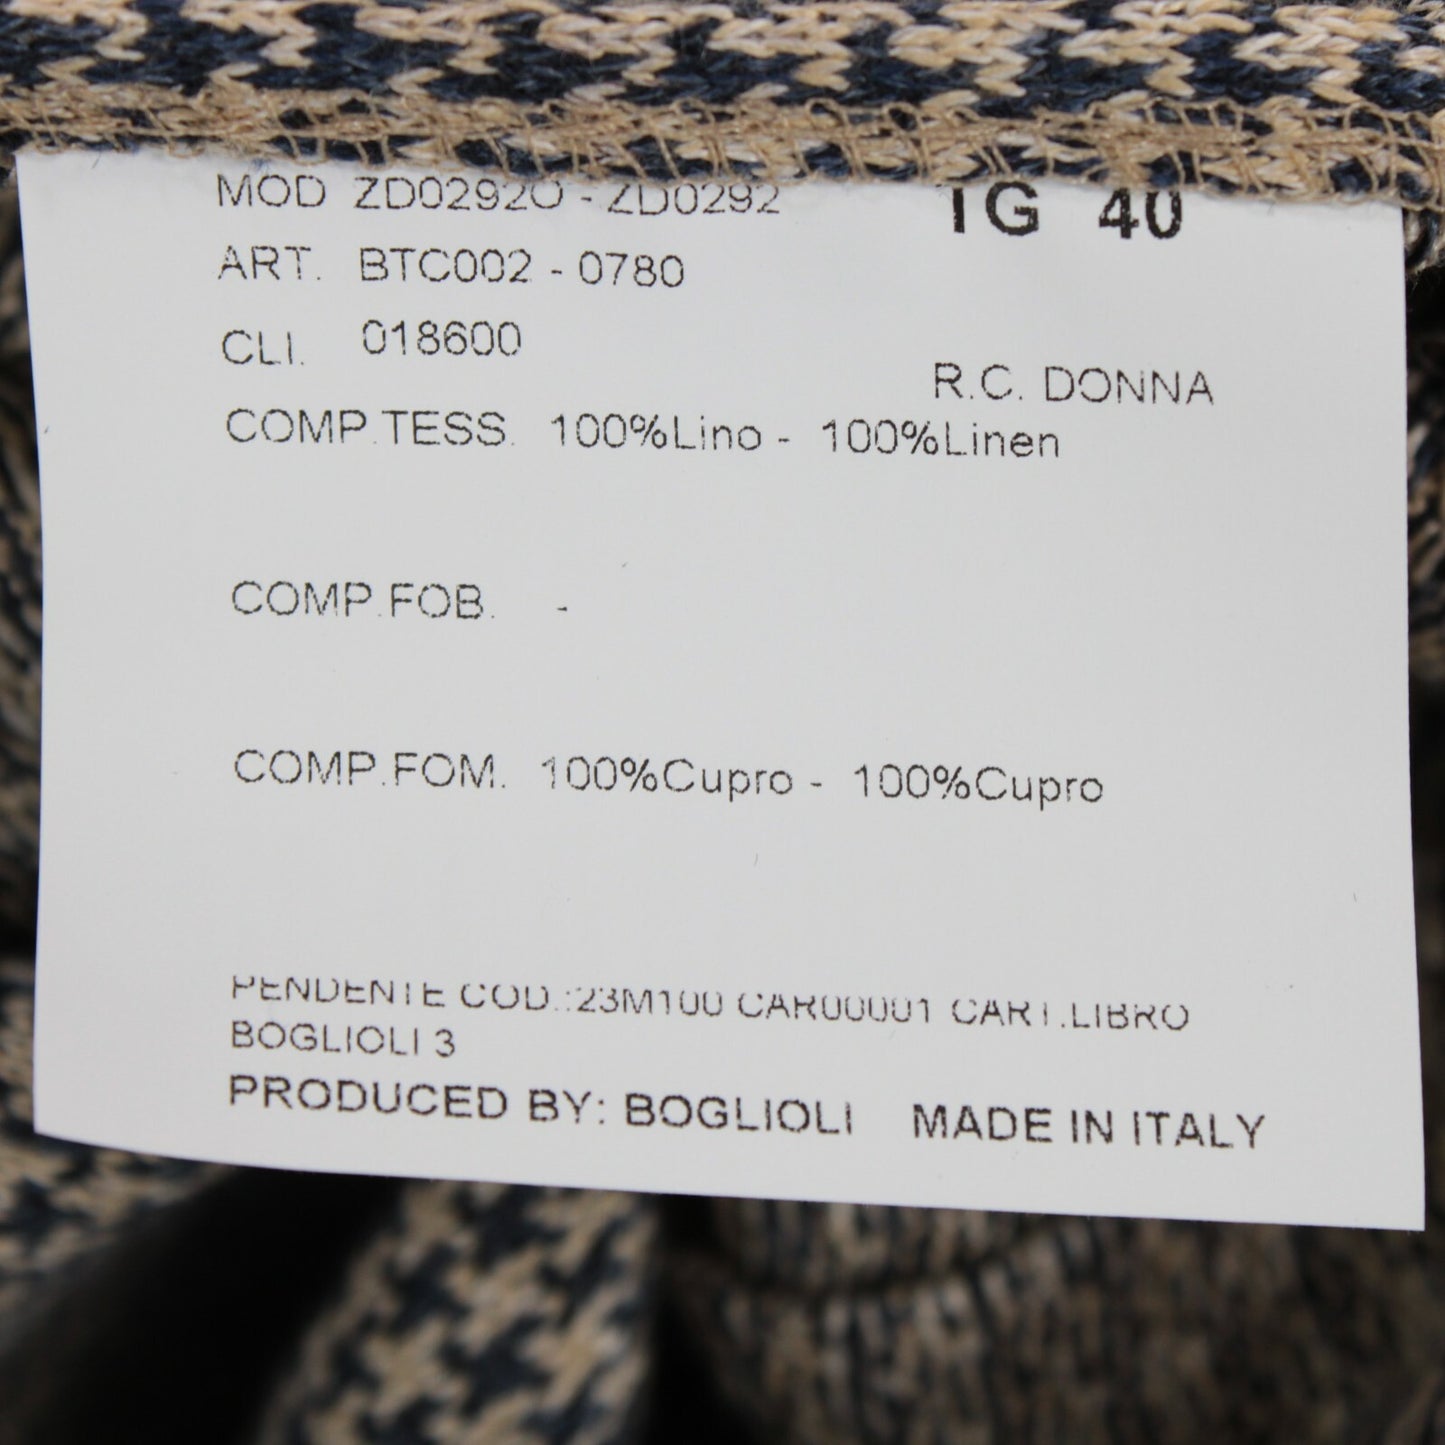 MOD ZD0292O - ZD0292 TG 40
ART. BTC002 - 0780
CLI. 018600
R.C. DONNA
COMP.TESS. 100%Lino - 100%Linen
COMP.FOB. -
COMP.FOM. 100%Cupro - 100%Cupro
PENDENTE COD.:23M100 CAR00001 CART.LIBRO
BOGLIOLI 3
PRODUCED BY: BOGLIOLI MADE IN ITALY